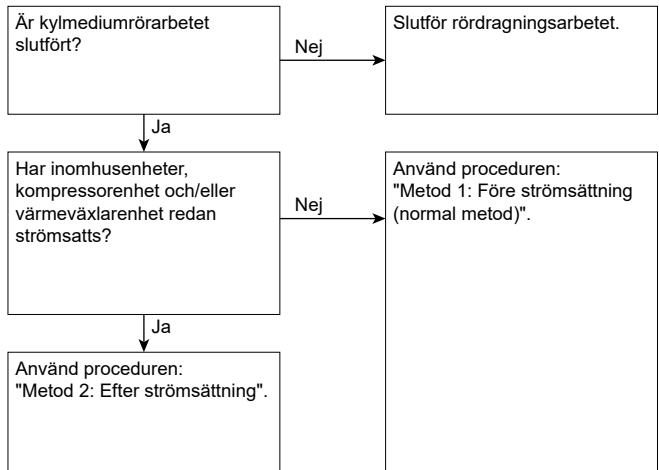 Är kylmediumrörarbetet
slutfört?
Nej
Slutför rördragningsarbetet.
Ja
Har inomhusenheter,
kompressorenhet och/eller
värmeväxlarenhet redan
strömsatts?
Nej
Använd proceduren:
"Metod 1: Före strömsättning
(normal metod)".
Ja
Använd proceduren:
"Metod 2: Efter strömsättning".